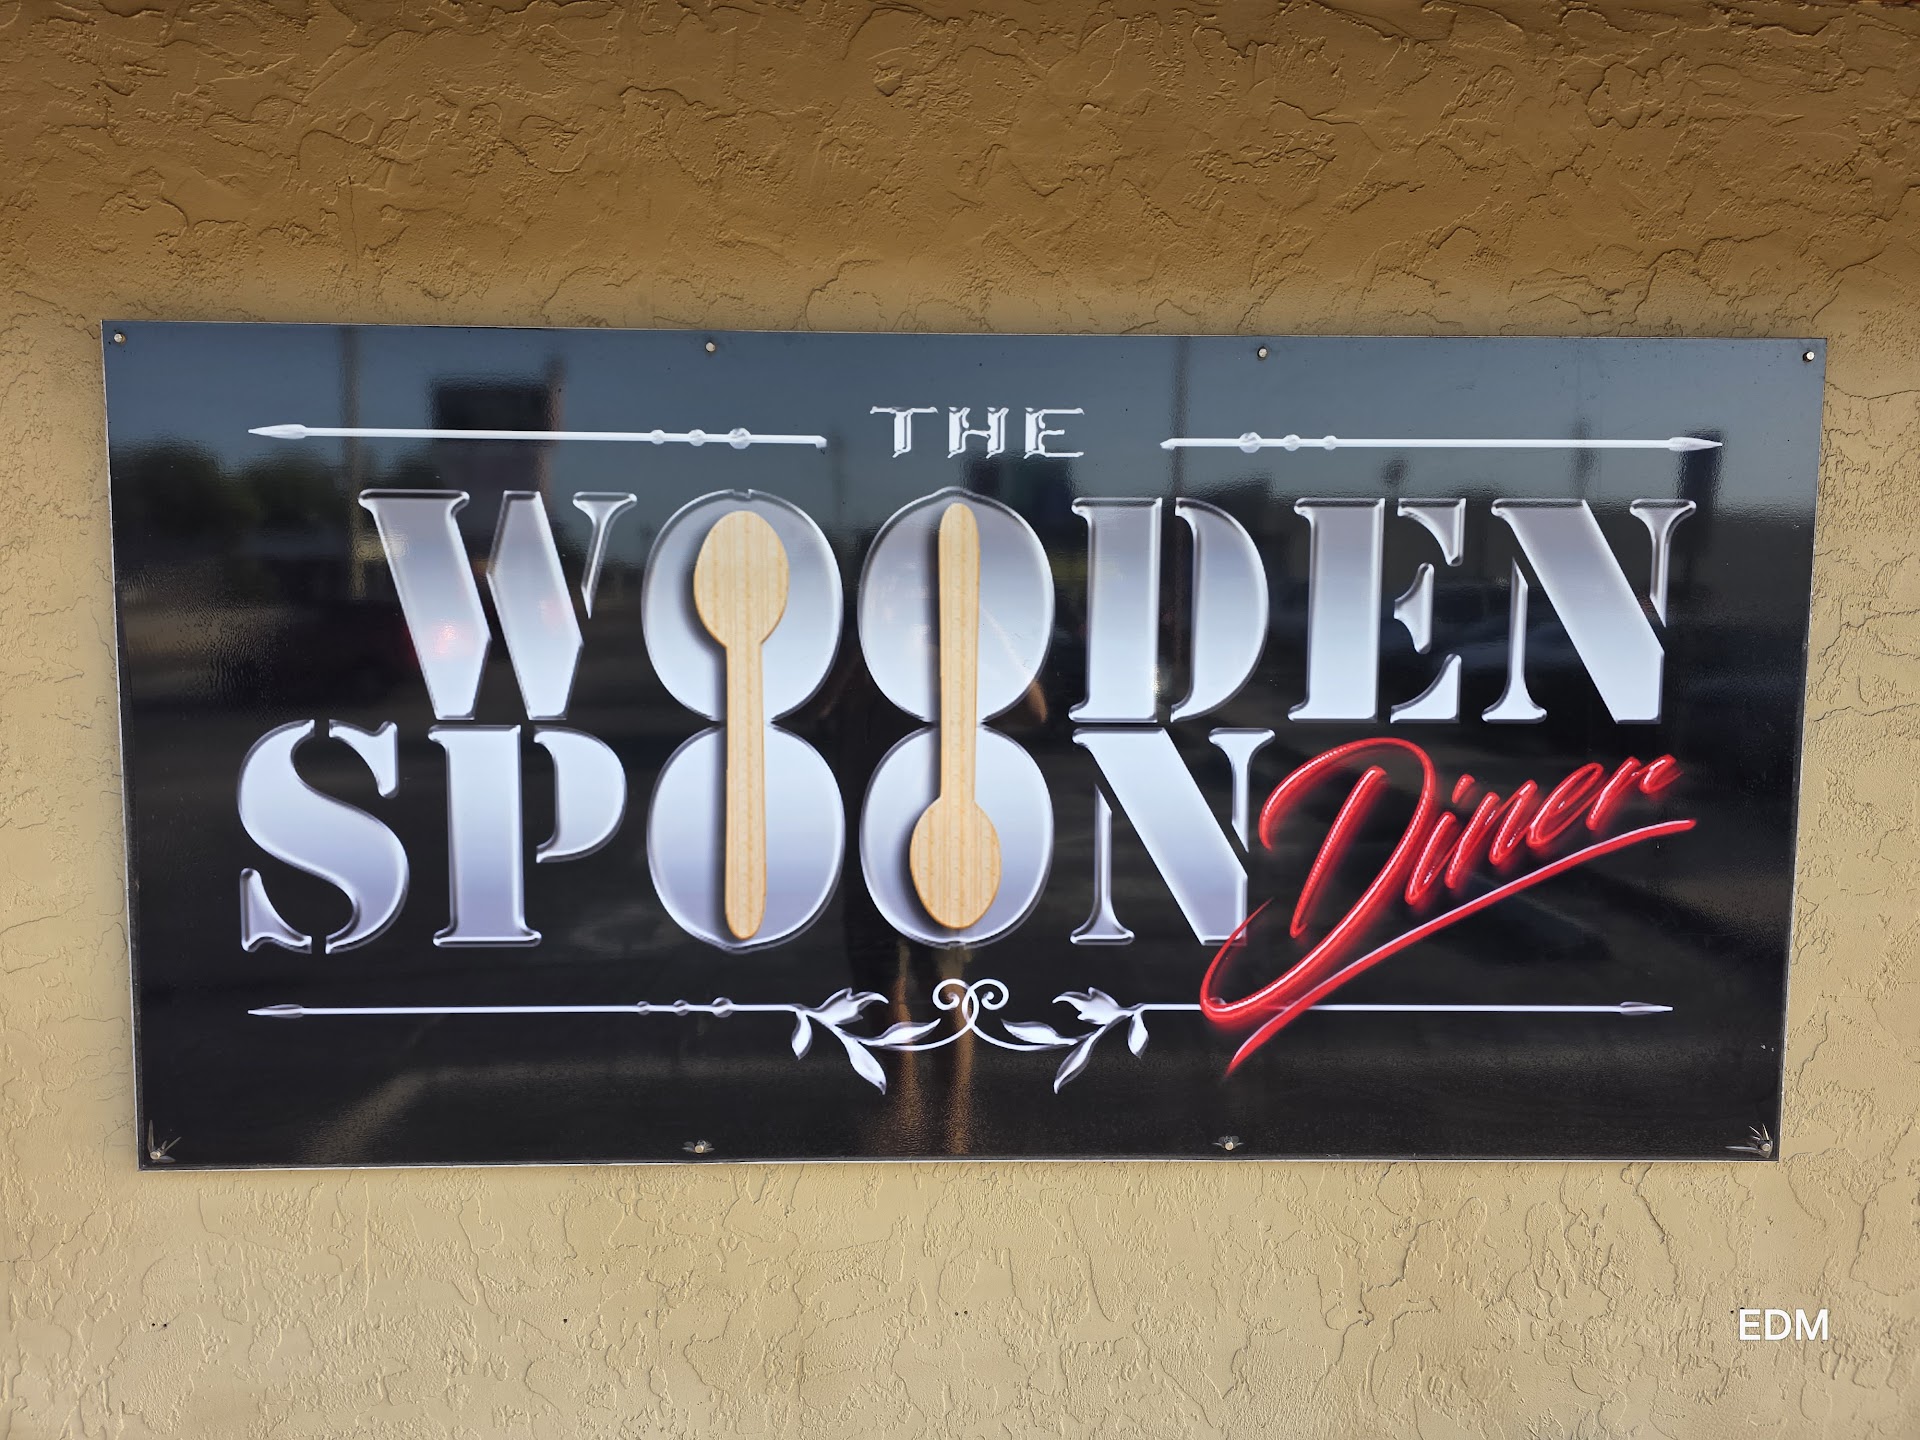 THE
WOODEN
SPOON Diner
EDM